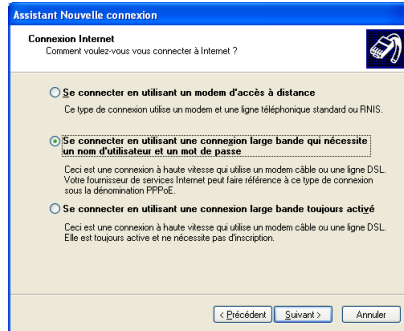 Assistant Nouvelle connexion
Connexion Internet
Comment voulez-vous vous connecter à Internet ?
Se connecter en utilisant un modem d'accès à distance
Ce type de connexion utilise un modem et une ligne téléphonique standard ou RNIS.
Se connecter en utilisant une connexion large bande qui nécessite
un nom d'utilisateur et un mot de passe
Ceci est une connexion à haute vitesse qui utilise un modem câble ou une ligne DSL.
Votre fournisseur de services Internet peut faire référence à ce type de connexion
sous la dénomination PPPoE.
Se connecter en utilisant une connexion large bande toujours activé
Ceci est une connexion à haute vitesse qui utilise un modem câble ou une ligne DSL.
Elle est toujours active et ne nécessite pas d'inscription.
< Précédent
Suivant >
Annuler